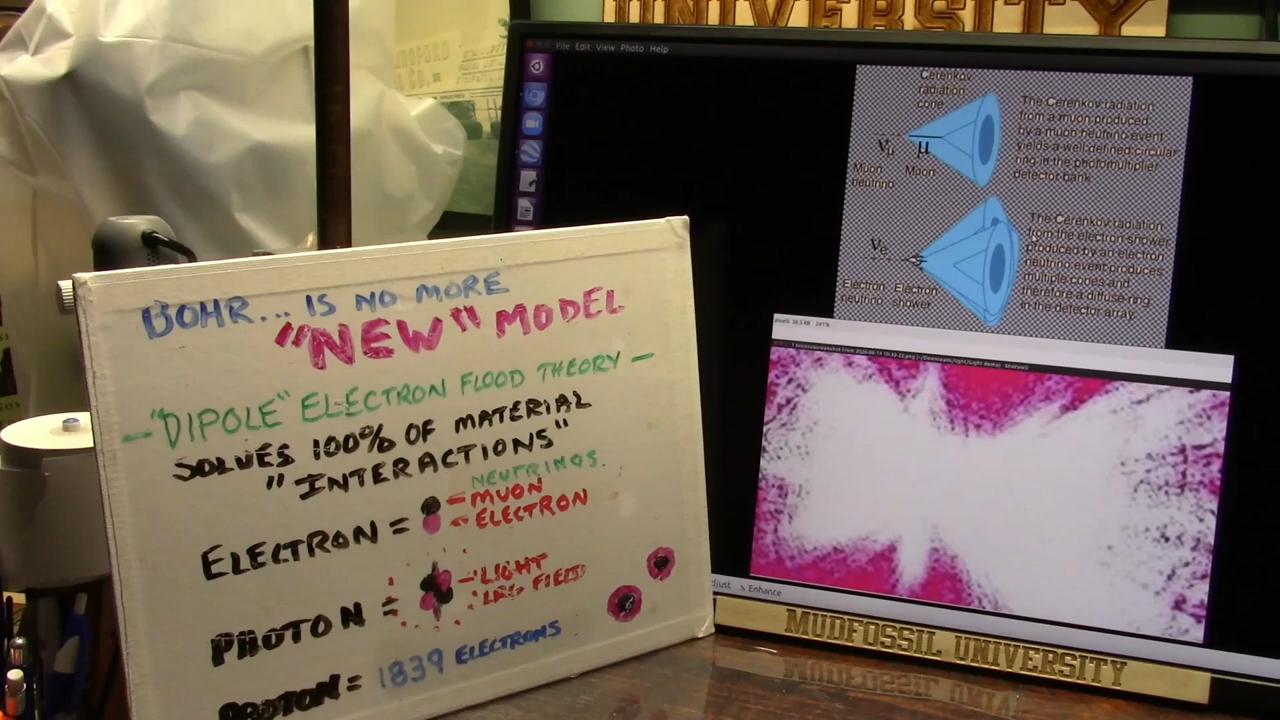 UNIVERSITY
File Edit View Photo Help
Cerenkov
radiation
cone
νμ
μ
Muon
neutrino
Muon
The Cerenkov radiation
from a muon produced
by a muon neutrino event
yields a well defined circular
ring in the photomultiplier
detector bank.
νe
Electron
neutrino
Electron
shower
The Cerenkov radiation
from the electron shower
produced by an electron
neutrino event produces
multiple cones and
therefore a diffuse ring
in the detector array.
Enhance
MUDFOSSIL UNIVERSITY
BOHR... IS NO MORE
"NEW" MODEL
- "DIPOLE" ELECTRON FLOOD THEORY -
SOLVES 100% OF MATERIAL
"INTERACTIONS"
NEUTRINOS.
ELECTRON =
- MUON
- ELECTRON
PHOTON =
- LIGHT
FIELD
PROTON = 1839 ELECTRONS